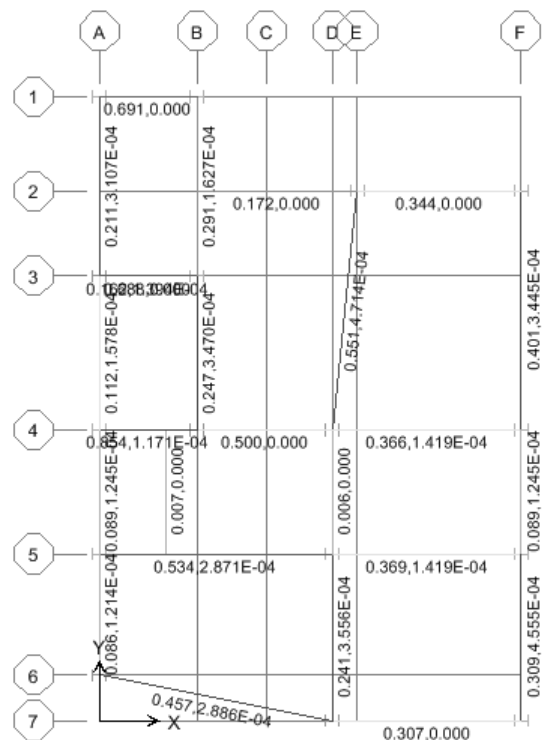 A B C D E F
1
0.691,0.000
0.211,3.107E-04
0.291,1.627E-04
2
0.172,0.000
0.344,0.000
0.551,4.714E-04
0.401,3.445E-04
3
0.112,1.578E-04
0.247,3.470E-04
4
0.854,1.171E-04
0.500,0.000
0.366,1.419E-04
0.089,1.245E-04
0.007,0.000
0.006,0.000
0.089,1.245E-04
5
0.534,2.871E-04
0.369,1.419E-04
0.086,1.214E-04
0.241,3.556E-04
0.309,4.555E-04
Y
6
0.457,2.886E-04
7
X
0.307,0.000